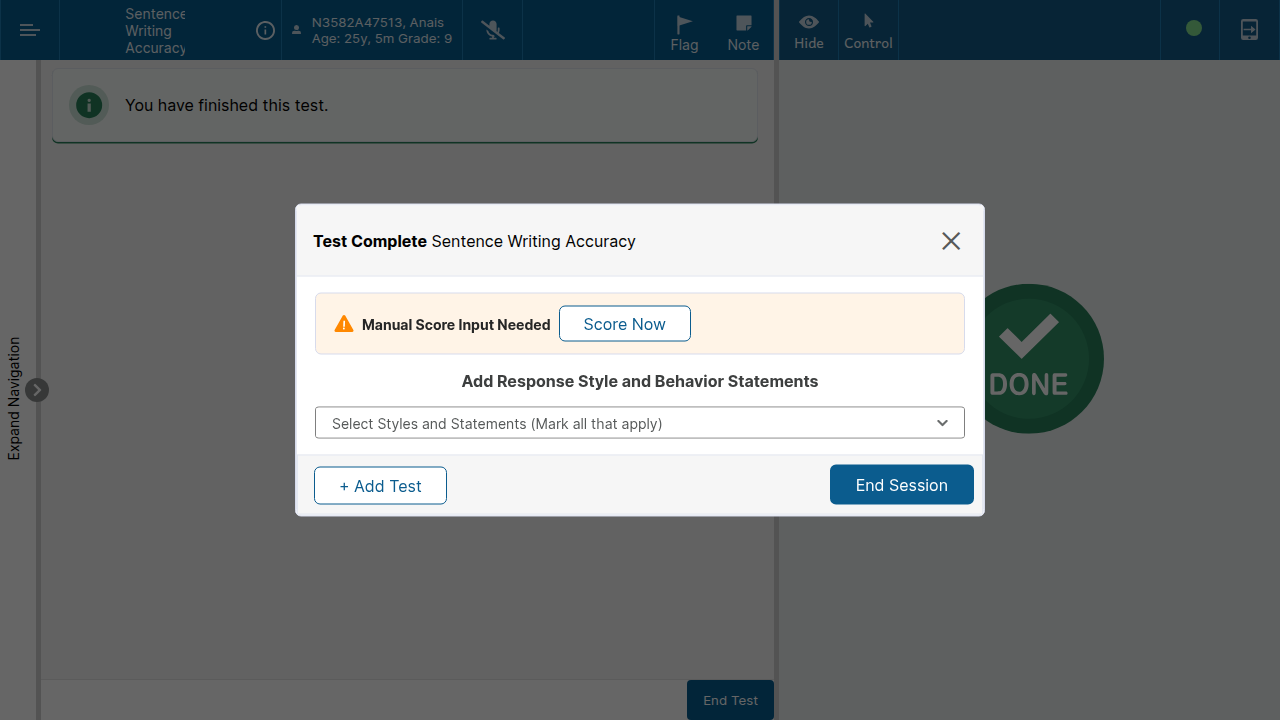 Sentence
Writing
Accuracy
N3582A47513, Anais
Age: 25y, 5m Grade: 9
Flag
Note
Hide
Control
You have finished this test.
Expand Navigation
Test Complete Sentence Writing Accuracy
Manual Score Input Needed
Score Now
Add Response Style and Behavior Statements
Select Styles and Statements (Mark all that apply)
+ Add Test
End Session
DONE
End Test